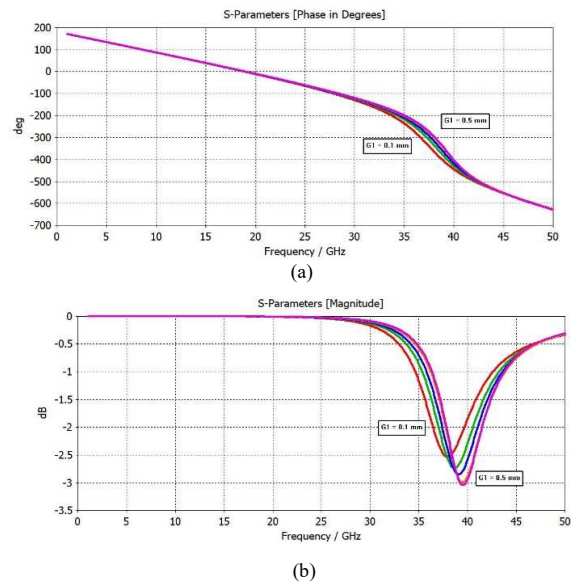 S-Parameters [Phase in Degrees]
200
100
0
-100
-200
-300
-400
-500
-600
-700
deg
G1 = 0.5 mm
G1 = 0.1 mm
0 5 10 15 20 25 30 35 40 45 50
Frequency / GHz
(a)
S-Parameters [Magnitude]
0
-0.5
-1
-1.5
-2
-2.5
-3
-3.5
dB
G1 = 0.1 mm
G1 = 0.5 mm
0 5 10 15 20 25 30 35 40 45 50
Frequency / GHz
(b)